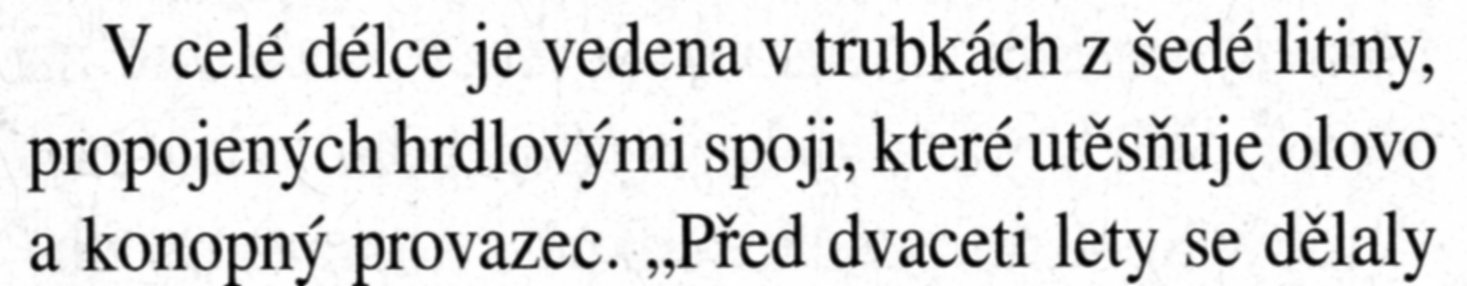 V celé délce je vedena v trubkách z šedé litiny,
propojených hrdlovými spoji, které utěsňuje olovo
a konopný provazec. „Před dvaceti lety se dělaly